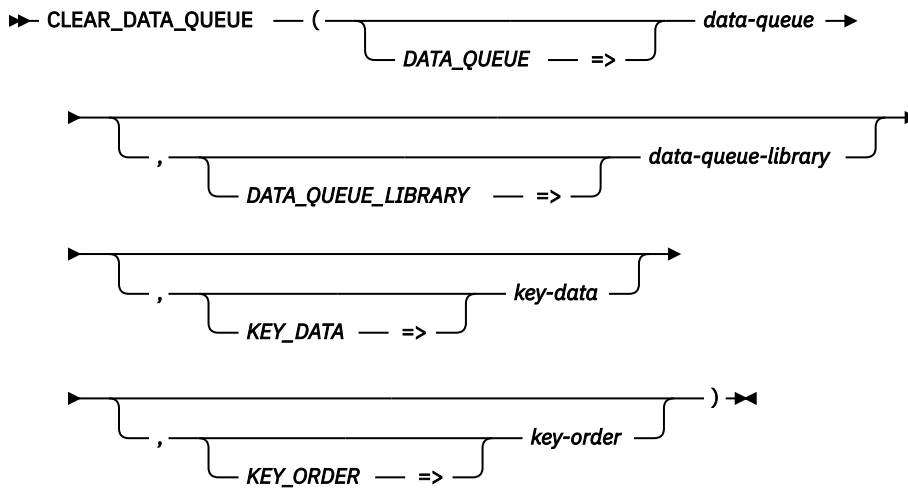 CLEAR_DATA_QUEUE ( data-queue
DATA_QUEUE =>
, data-queue-library
DATA_QUEUE_LIBRARY =>
, key-data
KEY_DATA =>
)
, key-order
KEY_ORDER =>